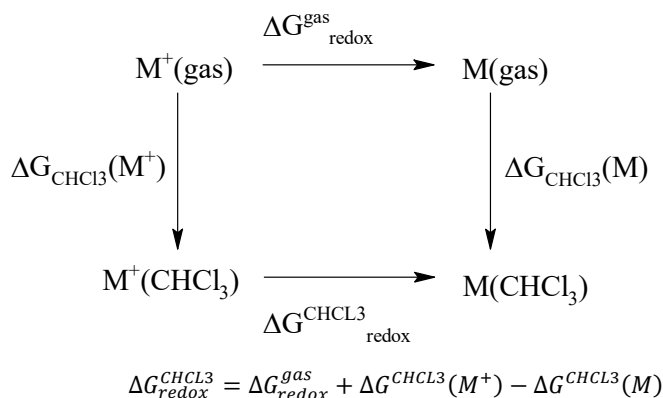 ΔG^gas_redox
M⁺(gas) M(gas)
ΔG_CHCl3(M⁺) ΔG_CHCl3(M)
M⁺(CHCl₃) M(CHCl₃)
ΔG^CHCL3_redox
ΔG^CHCL3_redox = ΔG^gas_redox + ΔG^CHCL3(M⁺) − ΔG^CHCL3(M)